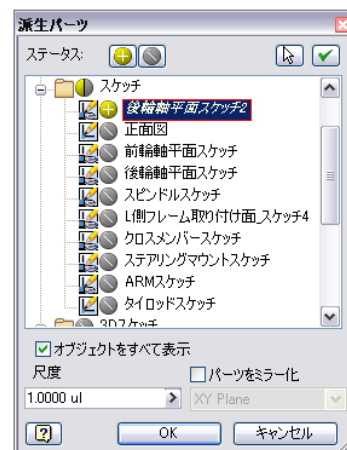 派生パーツ
ステータス:
スケッチ
後輪軸平面スケッチ2
正面図
前輪軸平面スケッチ
後輪軸平面スケッチ
スピンドルスケッチ
L側フレーム取り付け面_スケッチ4
クロスメンバースケッチ
ステアリングマウントスケッチ
ARMスケッチ
タイロッドスケッチ
3Dスケッチ
オブジェクトをすべて表示
尺度
パーツをミラー化
1.0000 ul
XY Plane
OK
キャンセル